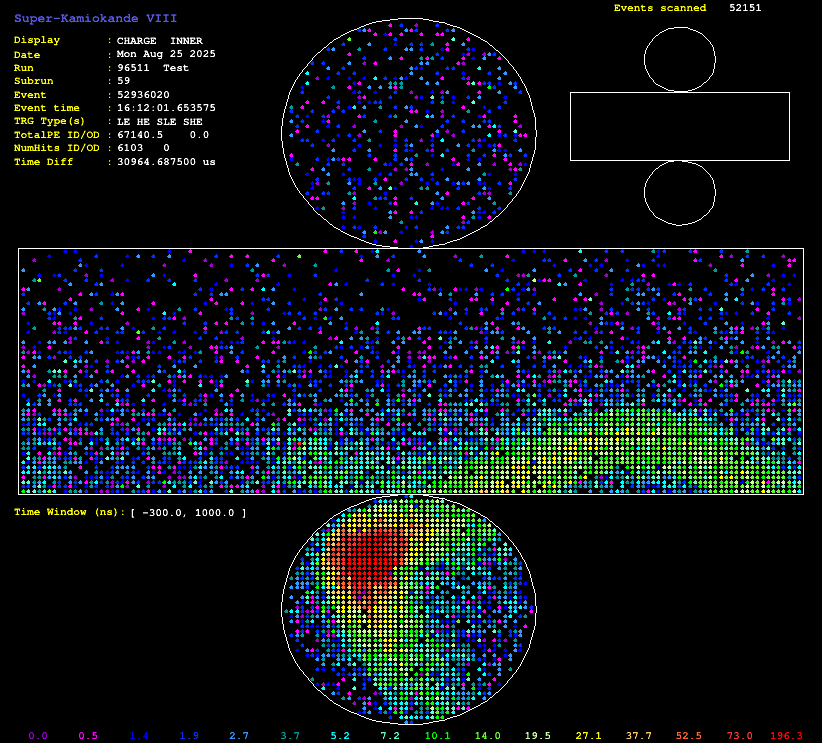 Super-Kamiokande VIII
Events scanned 52151
Display : CHARGE INNER
Date : Mon Aug 25 2025
Run : 96511 Test
Subrun : 59
Event : 52936020
Event time : 16:12:01.653575
TRG Type(s) : LE HE SLE SHE
TotalPE ID/OD : 67140.5 0.0
NumHits ID/OD : 6103 0
Time Diff : 30964.687500 us
Time Window (ns): [ -300.0, 1000.0 ]
0.0 0.5 1.4 1.9 2.7 3.7 5.2 7.2 10.1 14.0 19.5 27.1 37.7 52.5 73.0 196.3